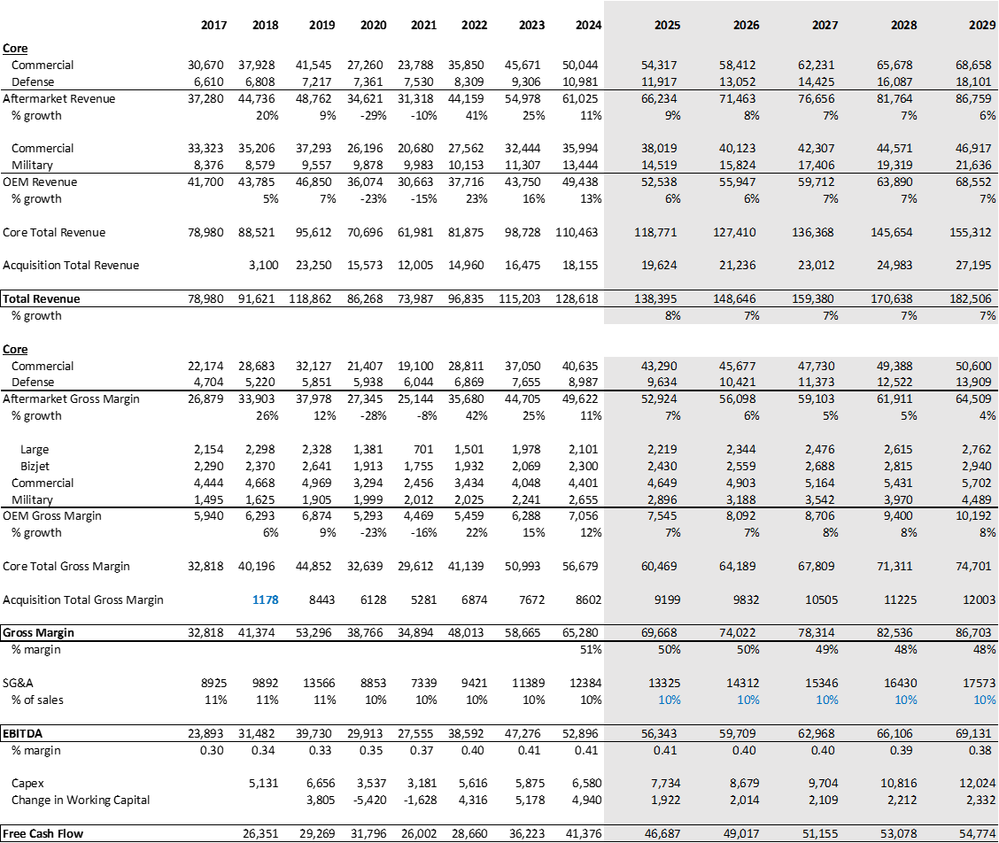 2017 2018 2019 2020 2021 2022 2023 2024 2025 2026 2027 2028 2029
Core
Commercial 30,670 37,928 41,545 27,260 23,788 35,850 45,671 50,044 54,317 58,412 62,231 65,678 68,658
Defense 6,610 6,808 7,217 7,361 7,530 8,309 9,306 10,981 11,917 13,052 14,425 16,087 18,101
Aftermarket Revenue 37,280 44,736 48,762 34,621 31,318 44,159 54,978 61,025 66,234 71,463 76,656 81,764 86,759
% growth 20% 9% -29% -10% 41% 25% 11% 9% 8% 7% 7% 6%
Commercial 33,323 35,206 37,293 26,196 20,680 27,562 32,444 35,994 38,019 40,123 42,307 44,571 46,917
Military 8,376 8,579 9,557 9,878 9,983 10,153 11,307 13,444 14,519 15,824 17,406 19,319 21,636
OEM Revenue 41,700 43,785 46,850 36,074 30,663 37,716 43,750 49,438 52,538 55,947 59,712 63,890 68,552
% growth 5% 7% -23% -15% 23% 16% 13% 6% 6% 7% 7% 7%
Core Total Revenue 78,980 88,521 95,612 70,696 61,981 81,875 98,728 110,463 118,771 127,410 136,368 145,654 155,312
Acquisition Total Revenue 3,100 23,250 15,573 12,005 14,960 16,475 18,155 19,624 21,236 23,012 24,983 27,195
Total Revenue 78,980 91,621 118,862 86,268 73,987 96,835 115,203 128,618 138,395 148,646 159,380 170,638 182,506
% growth 8% 7% 7% 7% 7%
Core
Commercial 22,174 28,683 32,127 21,407 19,100 28,811 37,050 40,635 43,290 45,677 47,730 49,388 50,600
Defense 4,704 5,220 5,851 5,938 6,044 6,869 7,655 8,987 9,634 10,421 11,373 12,522 13,909
Aftermarket Gross Margin 26,879 33,903 37,978 27,345 25,144 35,680 44,705 49,622 52,924 56,098 59,103 61,911 64,509
% growth 26% 12% -28% -8% 42% 25% 11% 7% 6% 5% 5% 4%
Large 2,154 2,298 2,328 1,381 701 1,501 1,978 2,101 2,219 2,344 2,476 2,615 2,762
Bizjet 2,290 2,370 2,641 1,913 1,755 1,932 2,069 2,300 2,430 2,559 2,688 2,815 2,940
Commercial 4,444 4,668 4,969 3,294 2,456 3,434 4,048 4,401 4,649 4,903 5,164 5,431 5,702
Military 1,495 1,625 1,905 1,999 2,012 2,025 2,241 2,655 2,896 3,188 3,542 3,970 4,489
OEM Gross Margin 5,940 6,293 6,874 5,293 4,469 5,459 6,288 7,056 7,545 8,092 8,706 9,400 10,192
% growth 6% 9% -23% -16% 22% 15% 12% 7% 7% 8% 8% 8%
Core Total Gross Margin 32,818 40,196 44,852 32,639 29,612 41,139 50,993 56,679 60,469 64,189 67,809 71,311 74,701
Acquisition Total Gross Margin 1178 8443 6128 5281 6874 7672 8602 9199 9832 10505 11225 12003
Gross Margin 32,818 41,374 53,296 38,766 34,894 48,013 58,665 65,280 69,668 74,022 78,314 82,536 86,703
% margin 51% 50% 50% 49% 48% 48%
SG&A 8925 9892 13566 8853 7339 9421 11389 12384 13325 14312 15346 16430 17573
% of sales 11% 11% 11% 10% 10% 10% 10% 10% 10% 10% 10% 10% 10%
EBITDA 23,893 31,482 39,730 29,913 27,555 38,592 47,276 52,896 56,343 59,709 62,968 66,106 69,131
% margin 0.30 0.34 0.33 0.35 0.37 0.40 0.41 0.41 0.41 0.40 0.40 0.39 0.38
Capex 5,131 6,656 3,537 3,181 5,616 5,875 6,580 7,734 8,679 9,704 10,816 12,024
Change in Working Capital 3,805 -5,420 -1,628 4,316 5,178 4,940 1,922 2,014 2,109 2,212 2,332
Free Cash Flow 26,351 29,269 31,796 26,002 28,660 36,223 41,376 46,687 49,017 51,155 53,078 54,774